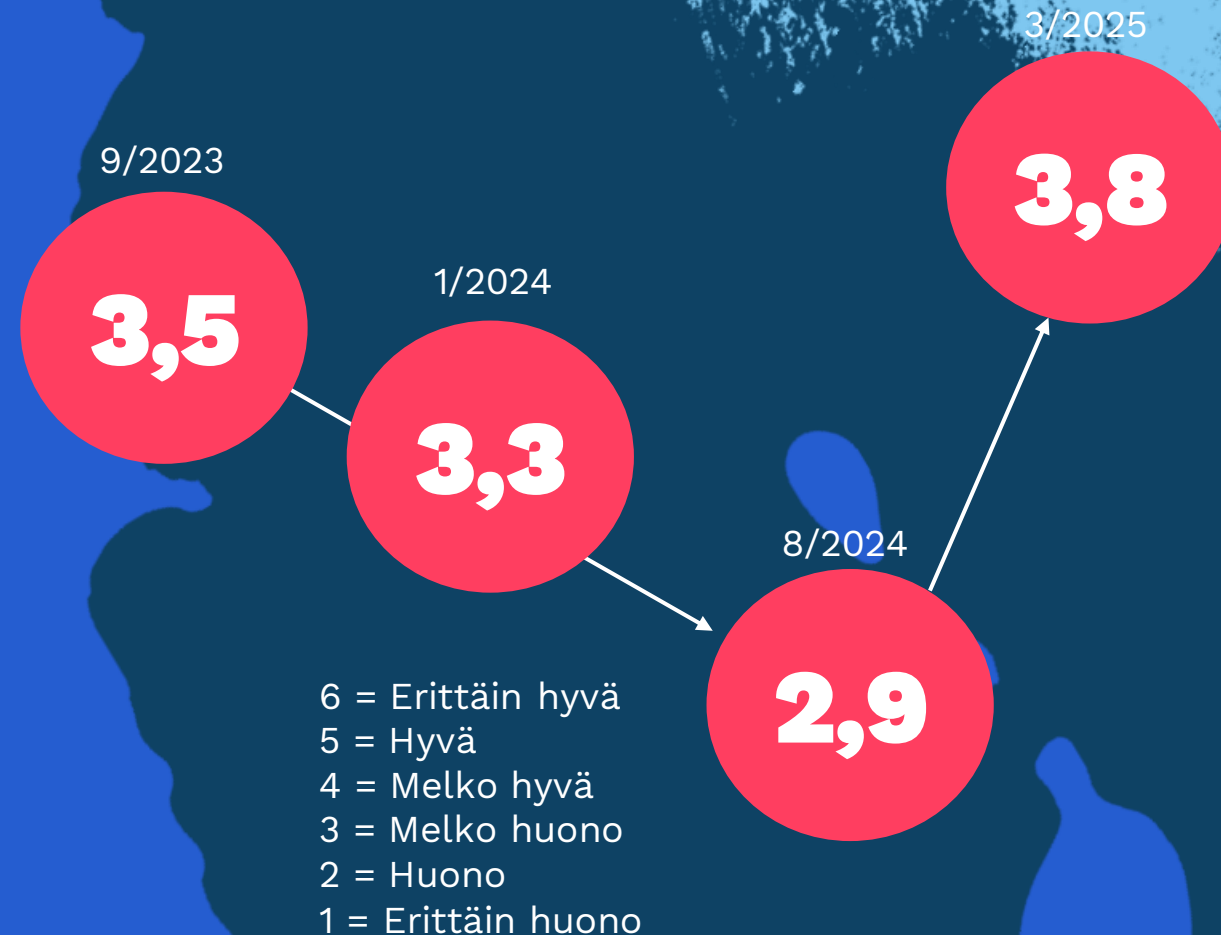 3/2025
3,8
9/2023
3,5
1/2024
3,3
8/2024
2,9
6 = Erittäin hyvä
5 = Hyvä
4 = Melko hyvä
3 = Melko huono
2 = Huono
1 = Erittäin huono